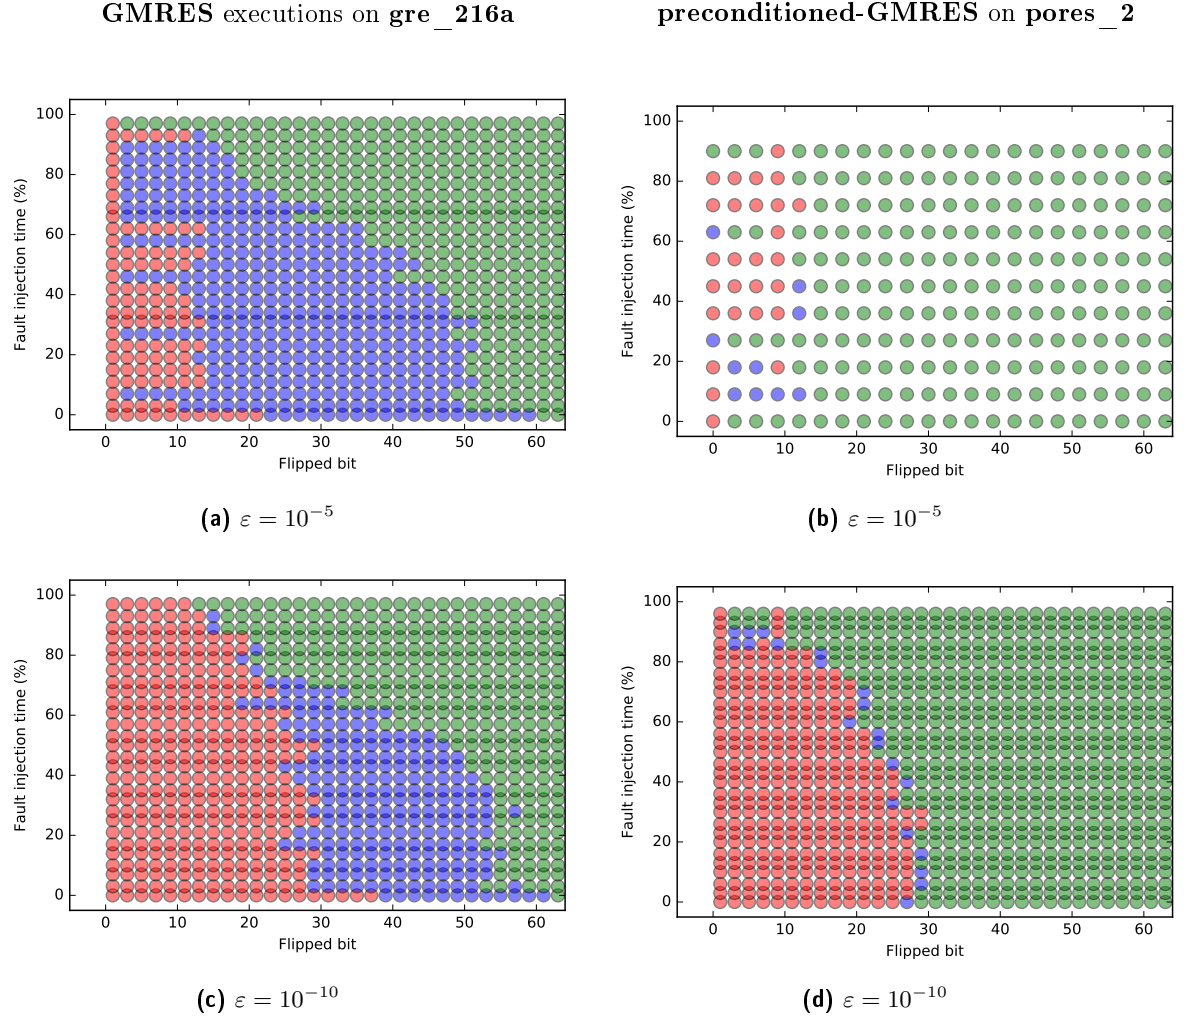 GMRES executions on gre_216a
preconditioned-GMRES on pores_2
100
80
60
40
20
0
Fault injection time (%)
0 10 20 30 40 50 60
Flipped bit
(a) ε = 10⁻⁵
100
80
60
40
20
0
Fault injection time (%)
0 10 20 30 40 50 60
Flipped bit
(b) ε = 10⁻⁵
100
80
60
40
20
0
Fault injection time (%)
0 10 20 30 40 50 60
Flipped bit
(c) ε = 10⁻¹⁰
100
80
60
40
20
0
Fault injection time (%)
0 10 20 30 40 50 60
Flipped bit
(d) ε = 10⁻¹⁰